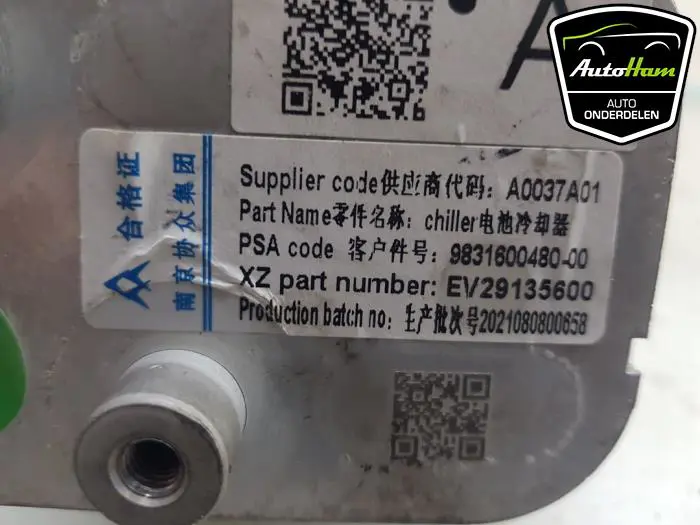 A
AutoHam
AUTO
ONDERDELEN
合格证
南京协众集团
Supplier code供应商代码: A0037A01
Part Name零件名称: chiller电池冷却器
PSA code 客户件号: 9831600480-00
XZ part number: EV29135600
Production batch no: 生产批次号2021080800658